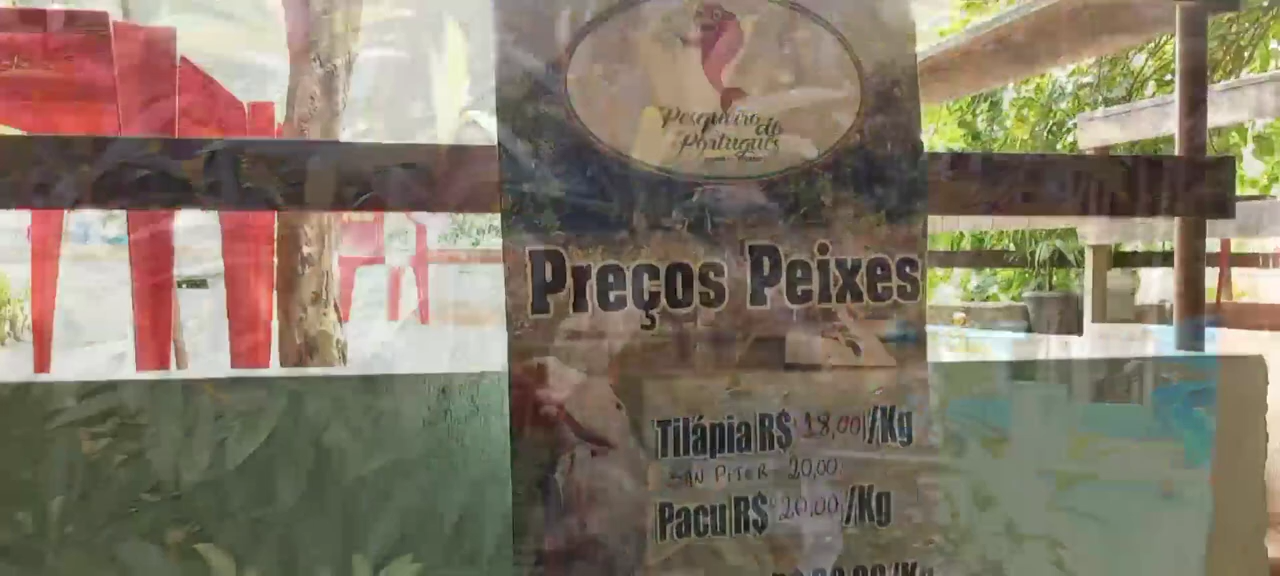 Pesqueiro do
Português
Preços Peixes
Tilápia R$ 18,00/Kg
SAN PITER 20,00
Pacu R$ 20,00/Kg